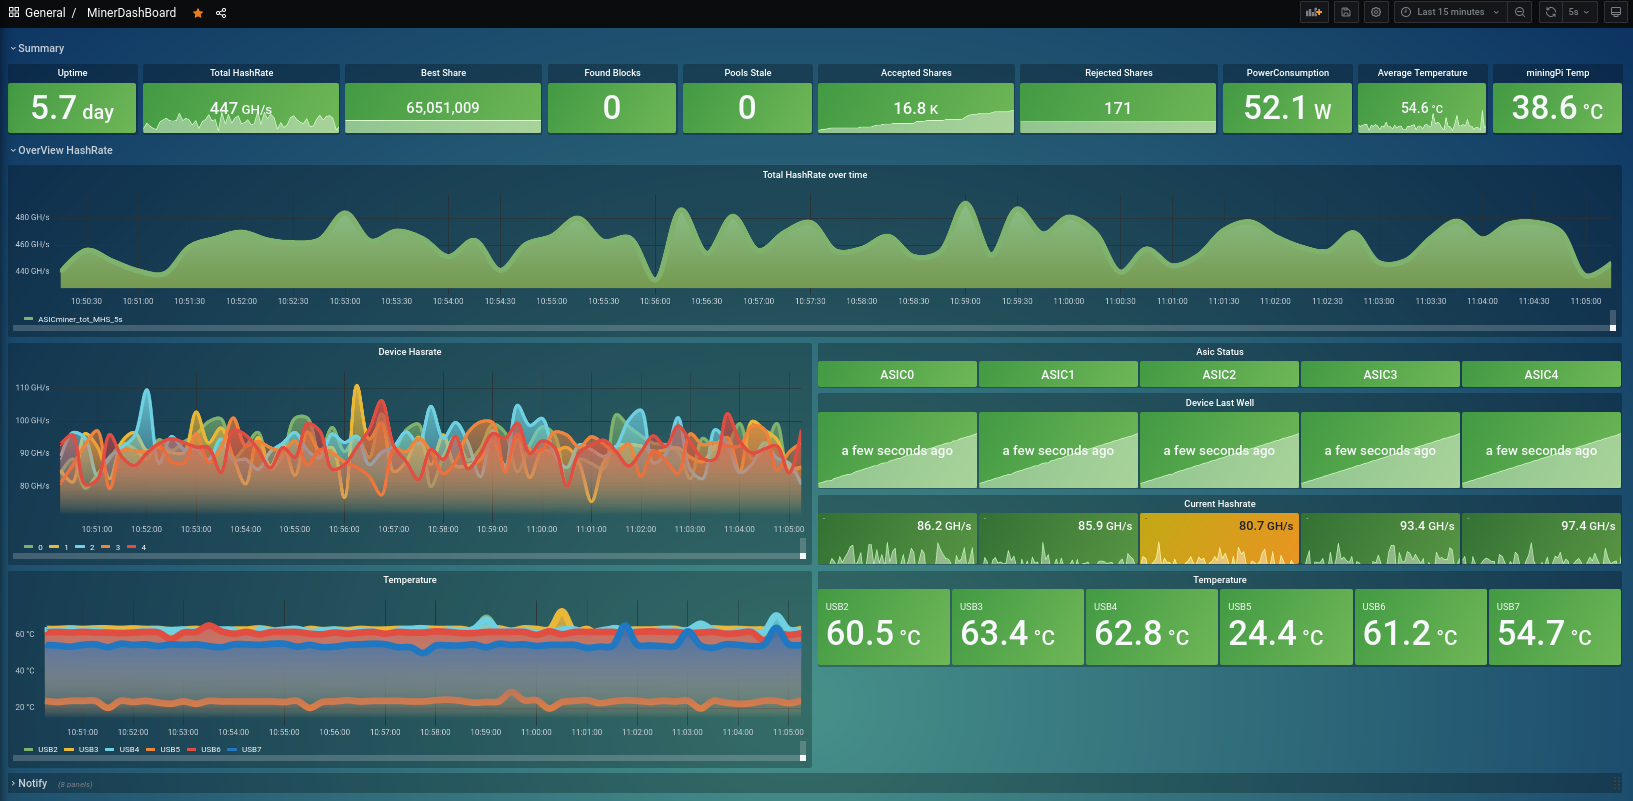 General / MinerDashBoard
Last 15 minutes
5s
Summary
Uptime
5.7 day
Total HashRate
447 GH/s
Best Share
65,051,009
Found Blocks
0
Pools Stale
0
Accepted Shares
16.8 K
Rejected Shares
171
PowerConsumption
52.1 W
Average Temperature
54.6 °C
miningPi Temp
38.6 °C
OverView HashRate
Total HashRate over time
480 GH/s
460 GH/s
440 GH/s
10:50:30 10:51:00 10:51:30 10:52:00 10:52:30 10:53:00 10:53:30 10:54:00 10:54:30 10:55:00 10:55:30 10:56:00 10:56:30 10:57:00 10:57:30 10:58:00 10:58:30 10:59:00 10:59:30 11:00:00 11:00:30 11:01:00 11:01:30 11:02:00 11:02:30 11:03:00 11:03:30 11:04:00 11:04:30 11:05:00
ASICminer_tot_MHS_5s
Device Hasrate
110 GH/s
100 GH/s
90 GH/s
80 GH/s
10:51:00 10:52:00 10:53:00 10:54:00 10:55:00 10:56:00 10:57:00 10:58:00 10:59:00 11:00:00 11:01:00 11:02:00 11:03:00 11:04:00 11:05:00
0 1 2 3 4
Asic Status
ASIC0 ASIC1 ASIC2 ASIC3 ASIC4
Device Last Well
a few seconds ago a few seconds ago a few seconds ago a few seconds ago a few seconds ago
Current Hashrate
86.2 GH/s 85.9 GH/s 80.7 GH/s 93.4 GH/s 97.4 GH/s
Temperature
60 °C
40 °C
20 °C
10:51:00 10:52:00 10:53:00 10:54:00 10:55:00 10:56:00 10:57:00 10:58:00 10:59:00 11:00:00 11:01:00 11:02:00 11:03:00 11:04:00 11:05:00
USB2 USB3 USB4 USB5 USB6 USB7
Temperature
USB2 USB3 USB4 USB5 USB6 USB7
60.5 °C 63.4 °C 62.8 °C 24.4 °C 61.2 °C 54.7 °C
Notify (8 panels)